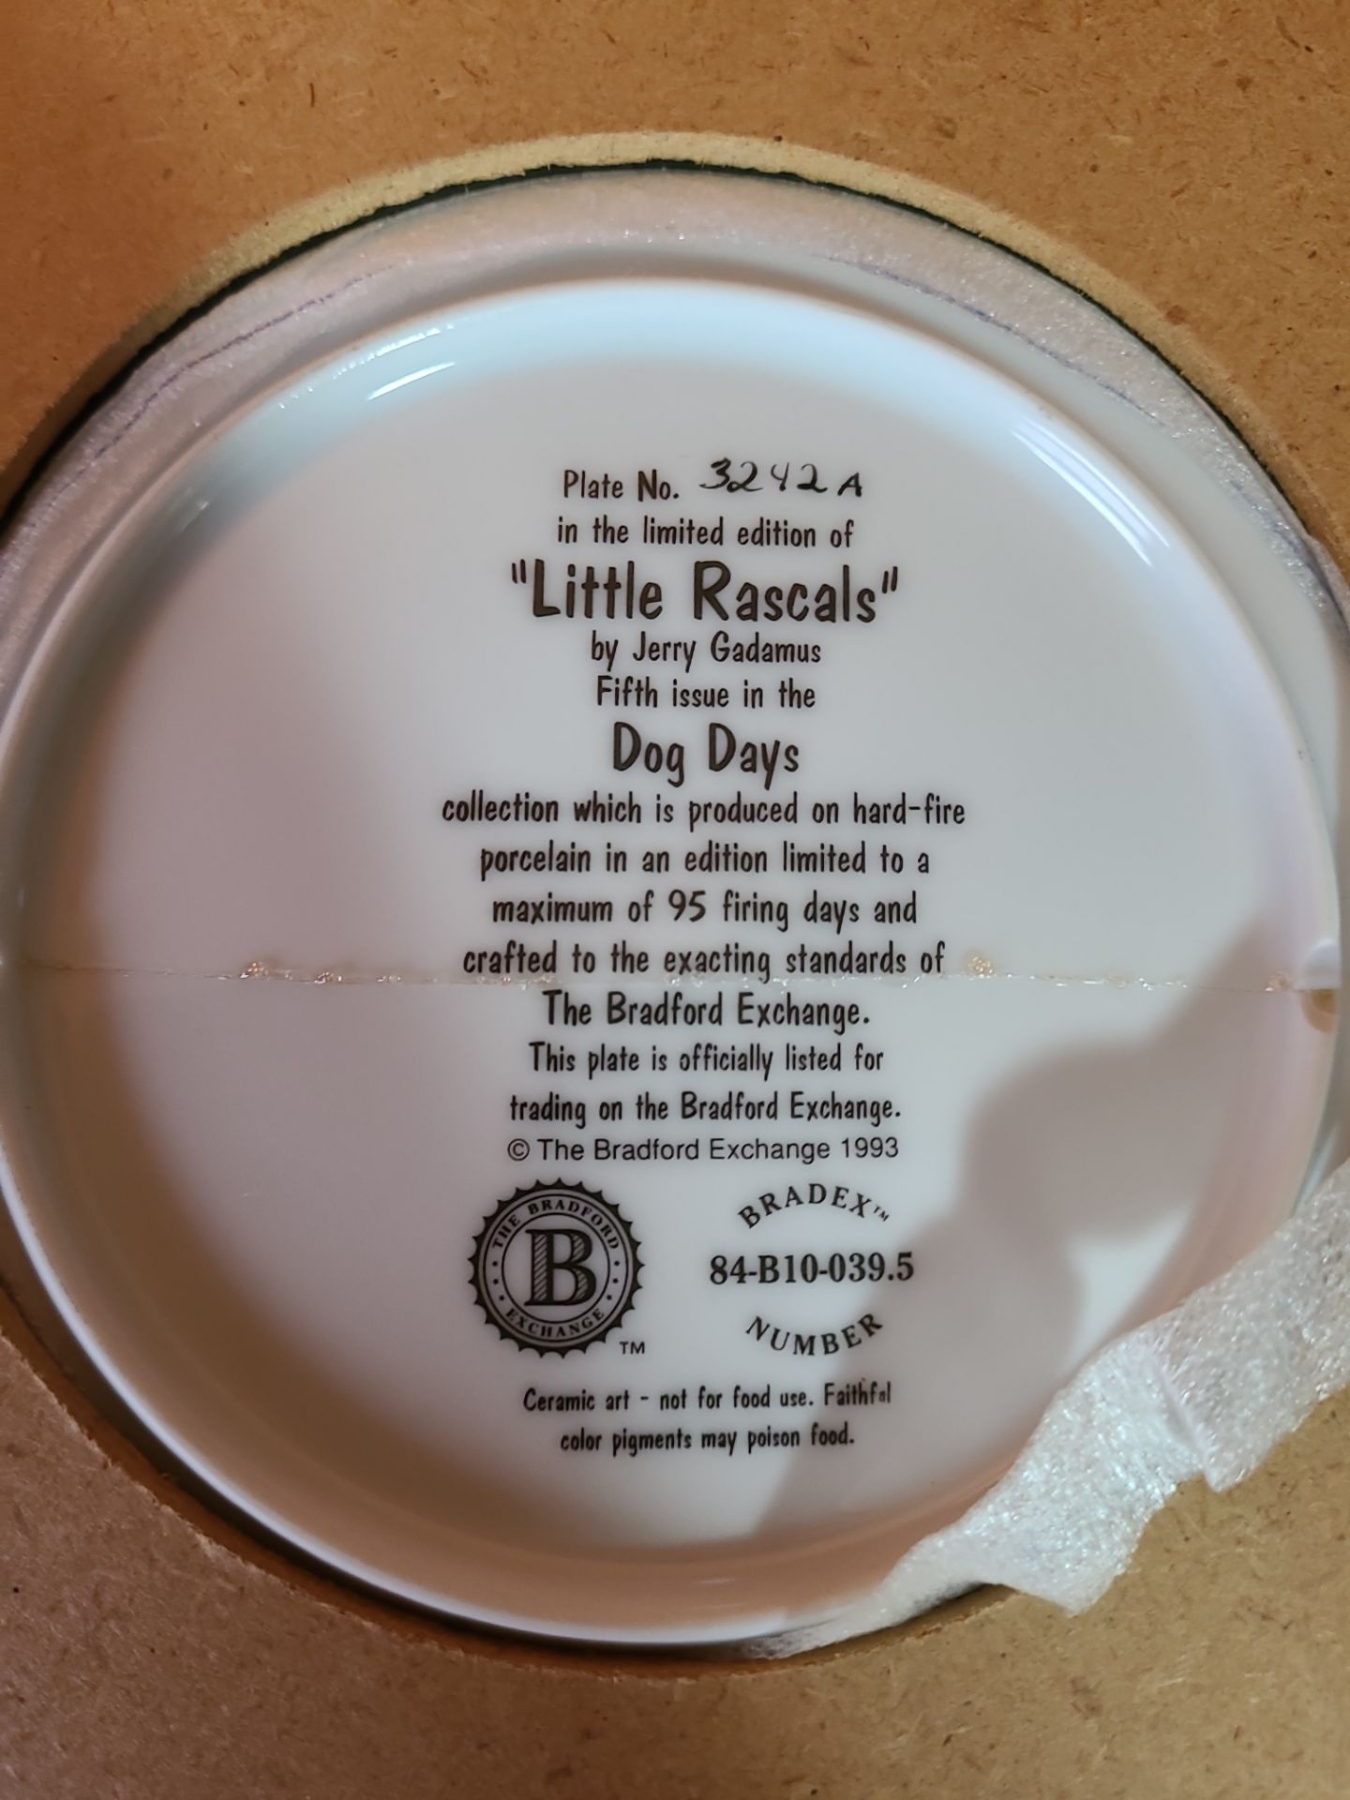 Plate No. 3242A
in the limited edition of
"Little Rascals"
by Jerry Gadamus
Fifth issue in the
Dog Days
collection which is produced on hard-fire
porcelain in an edition limited to a
maximum of 95 firing days and
crafted to the exacting standards of
The Bradford Exchange.
This plate is officially listed for
trading on the Bradford Exchange.
© The Bradford Exchange 1993
THE BRADFORD
B
EXCHANGE
TM
BRADEX™
84-B10-039.5
NUMBER
Ceramic art - not for food use. Faithful
color pigments may poison food.